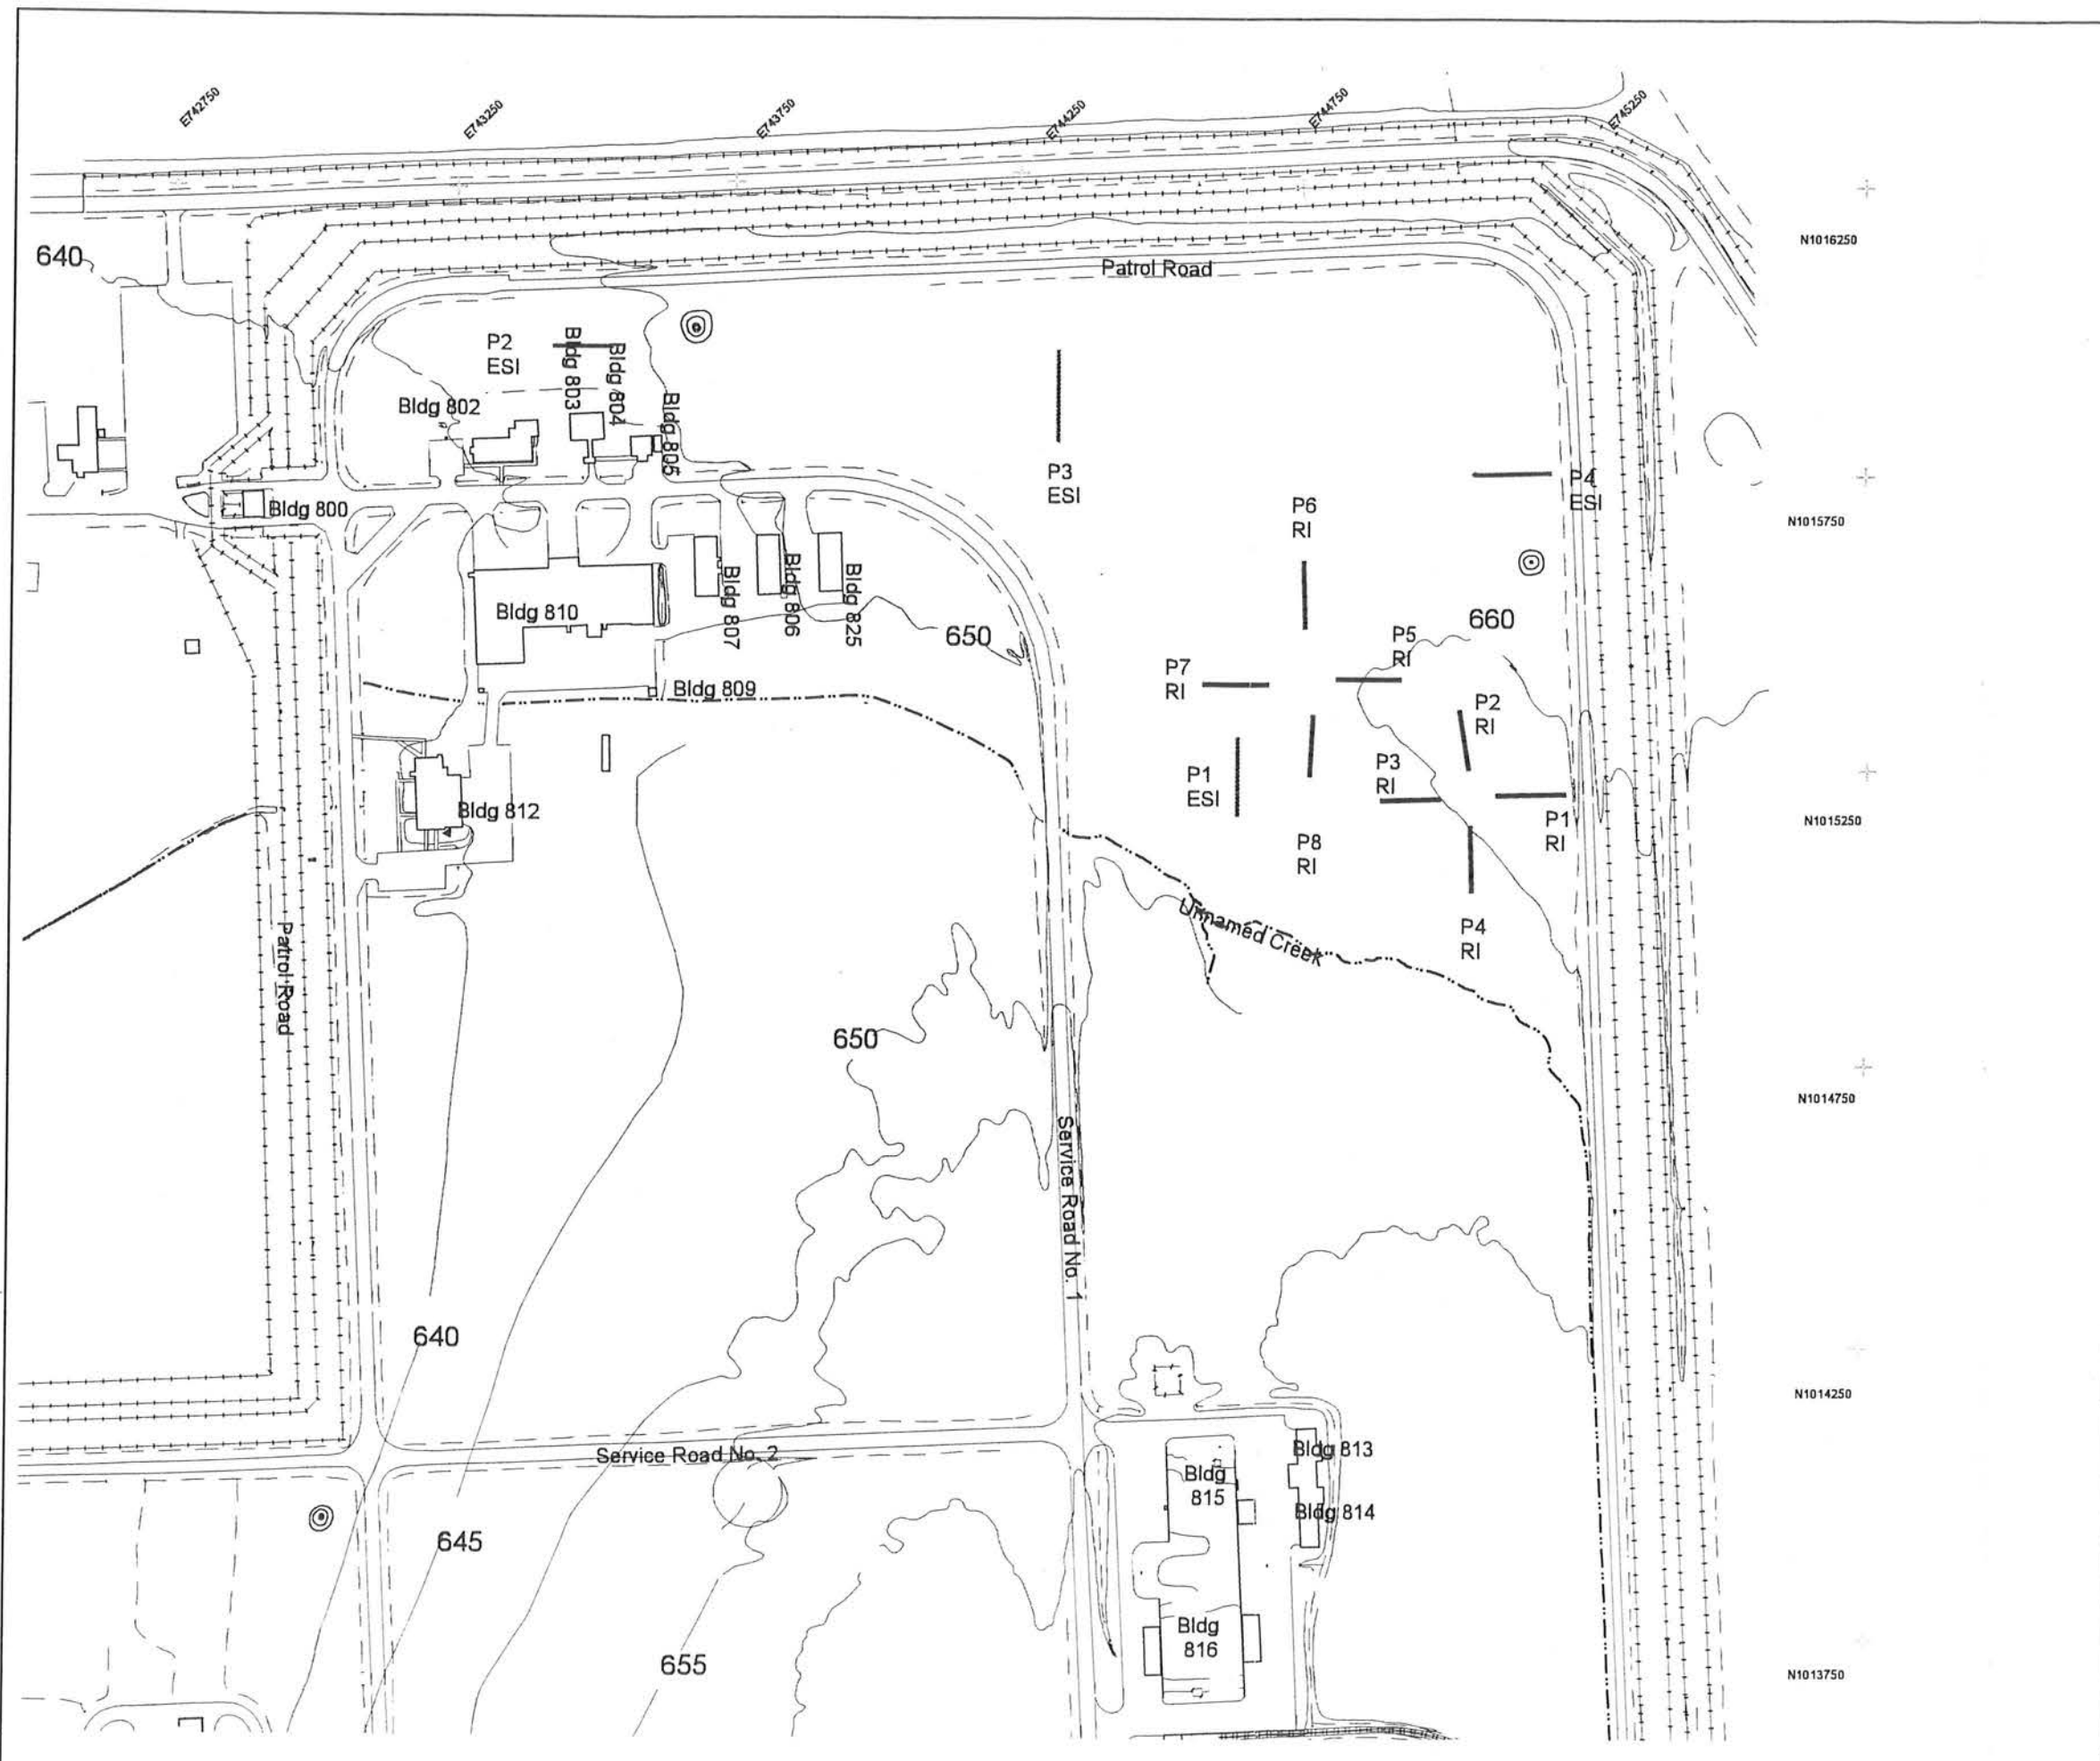 E742750
E743250
E743750
E744250
E744750
E745250
N1016250
640
Patrol Road
P2
ESI
Bldg 803
Bldg 804
Bldg 802
Bldg 805
P3
ESI
P4
ESI
Bldg 800
P6
RI
N1015750
Bldg 810
Bldg 807
Bldg 806
Bldg 825
650
660
P5
RI
P7
RI
Bldg 809
P2
RI
P1
ESI
P3
RI
Bldg 812
P8
RI
P1
RI
N1015250
Unnamed Creek
P4
RI
Patrol Road
650
N1014750
Service Road No. 1
640
N1014250
Service Road No. 2
Bldg 813
Bldg
815
Bldg 814
645
Bldg
816
655
N1013750